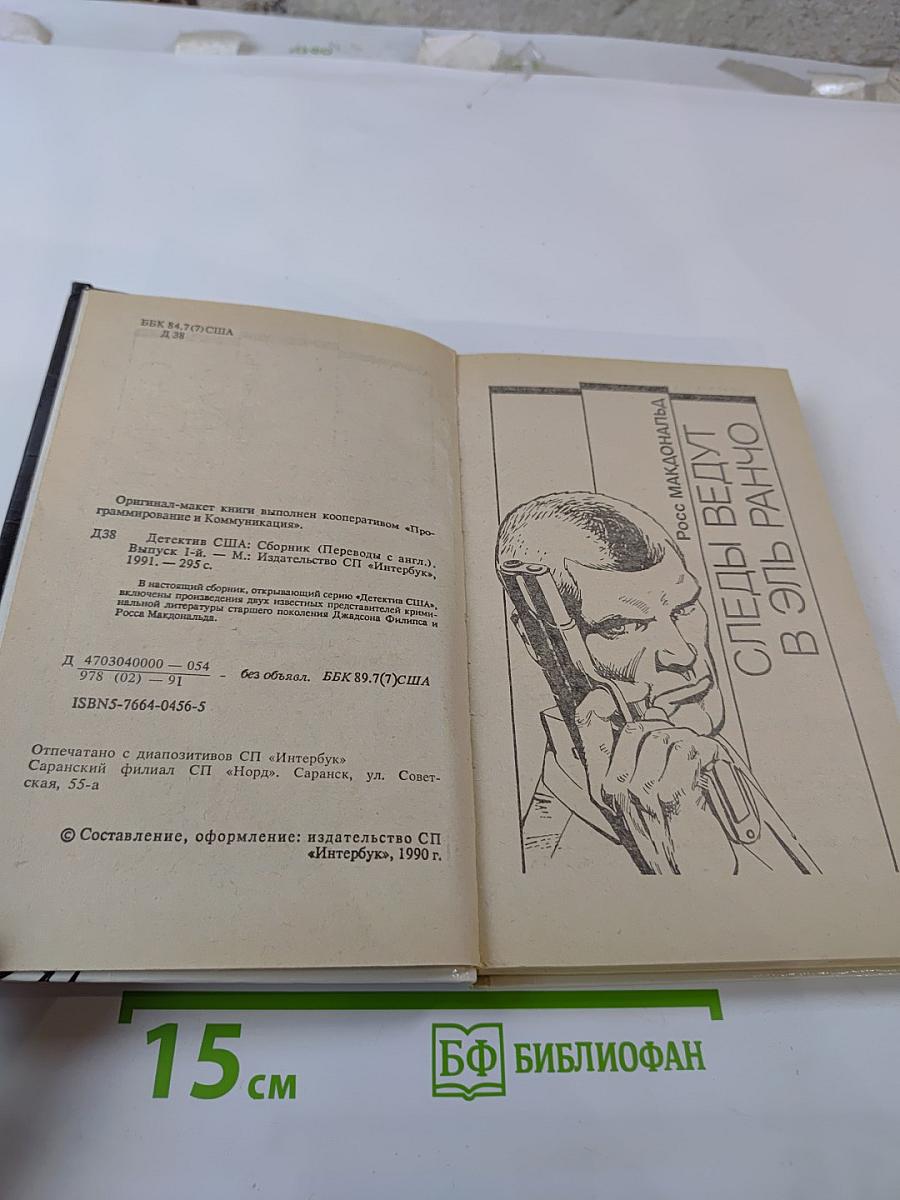 ББК 84.7(7)США
Д 38
Оригинал-макет книги выполнен кооперативом «Про-
граммирование и Коммуникация».
Д38 Детектив США: Сборник (Переводы с англ.).
Выпуск I-й. — М.: Издательство СП «Интербук»,
1991. — 295 с.
В настоящий сборник, открывающий серию «Детектив США»,
включены произведения двух известных представителей крими-
нальной литературы старшего поколения Джадсона Филипса и
Росса Макдональда.
Д 4703040000 — 054
978 (02) — 91 - без объявл. ББК 89.7(7)США
ISBN5-7664-0456-5
Отпечатано с диапозитивов СП «Интербук»
Саранский филиал СП «Норд». Саранск, ул. Совет-
ская, 55-а
© Составление, оформление: издательство СП
«Интербук», 1990 г.
Росс МАКДОНАЛЬД
СЛЕДЫ ВЕДУТ
В ЭЛЬ РАНЧО
15 см
БФ БИБЛИОФАН